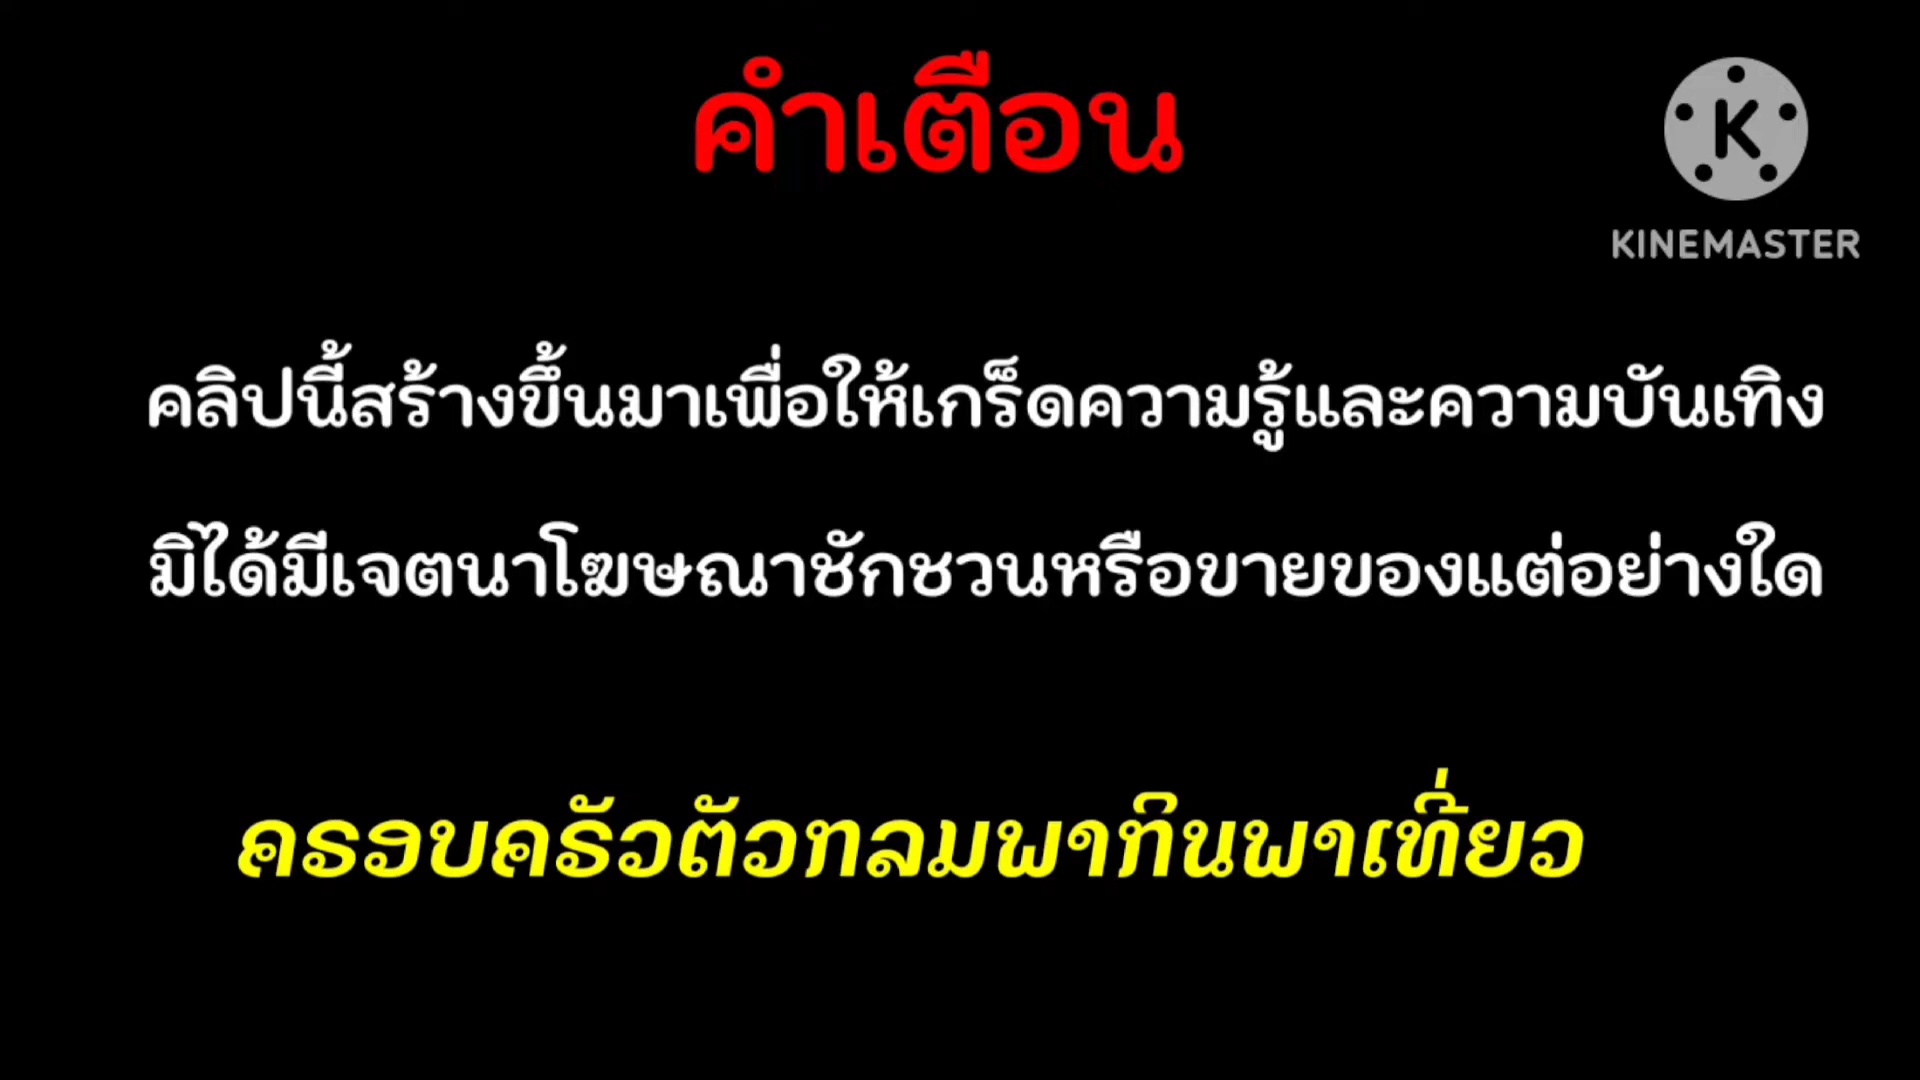 คำเตือน
K
KINEMASTER
คลิปนี้สร้างขึ้นมาเพื่อให้เกร็ดความรู้และความบันเทิง
มิได้มีเจตนาโฆษณาชักชวนหรือขายของแต่อย่างใด
ครอบครัวตัวทลมพาทินพาเที่ยว